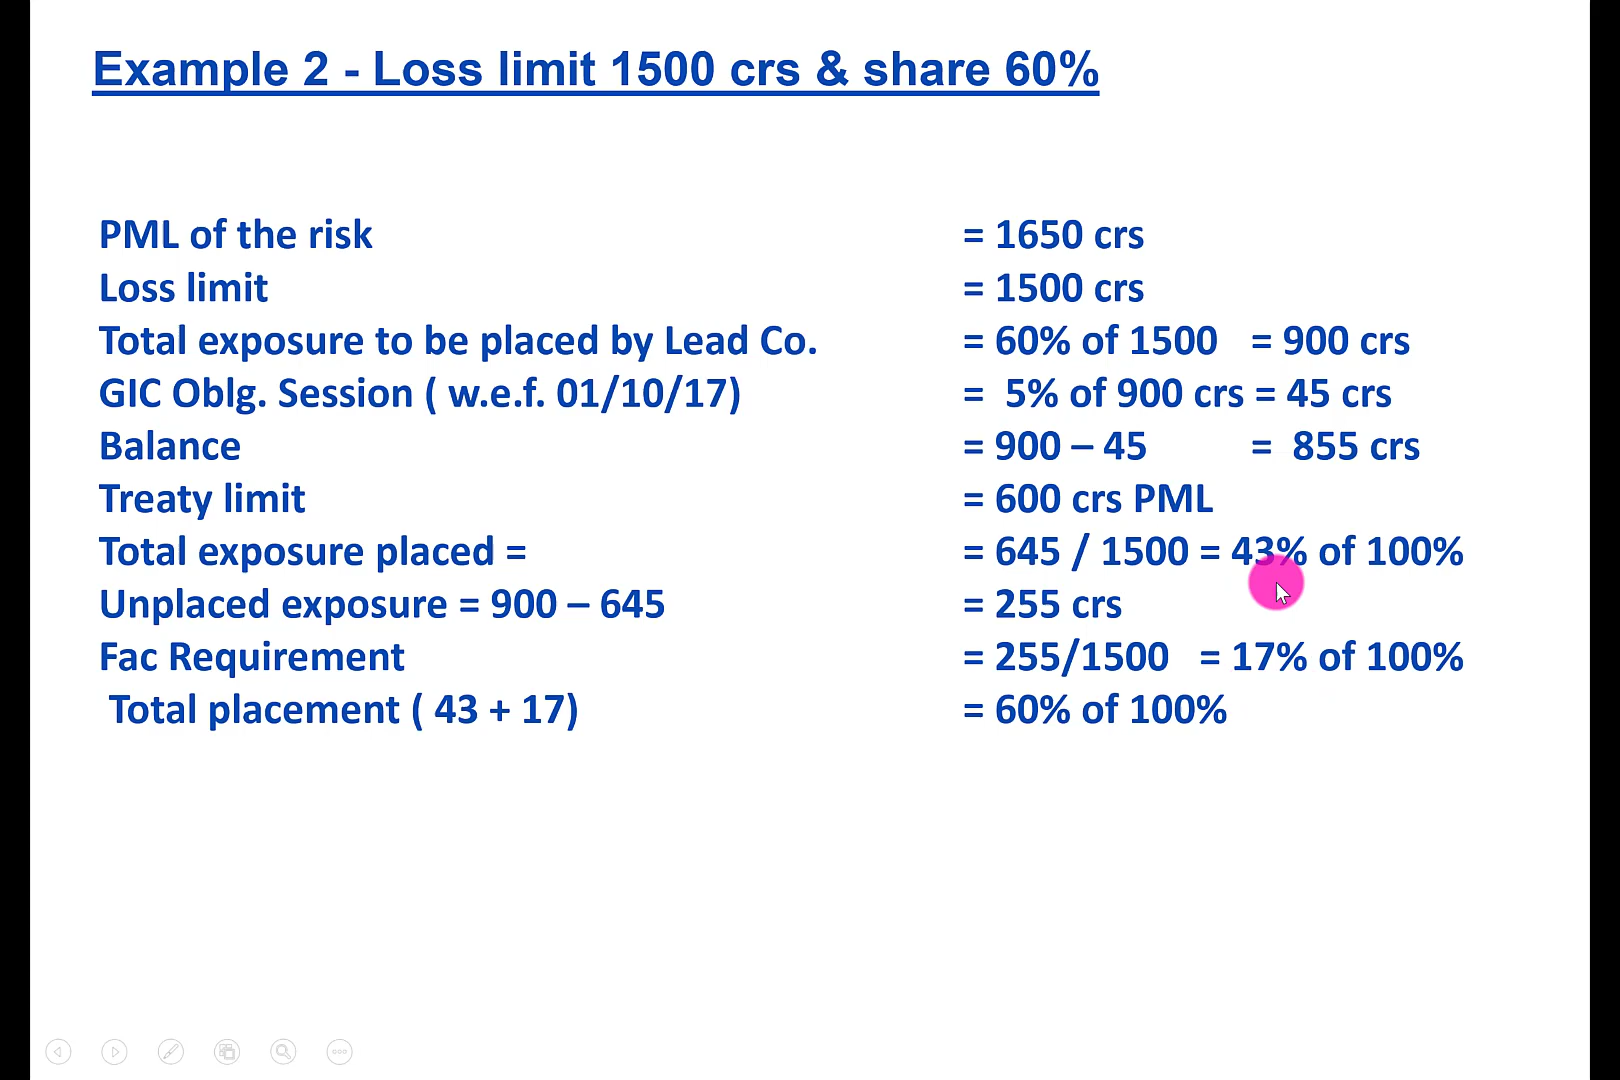 Example 2 - Loss limit 1500 crs & share 60%
PML of the risk = 1650 crs
Loss limit = 1500 crs
Total exposure to be placed by Lead Co. = 60% of 1500 = 900 crs
GIC Oblg. Session ( w.e.f. 01/10/17) = 5% of 900 crs = 45 crs
Balance = 900 – 45 = 855 crs
Treaty limit = 600 crs PML
Total exposure placed = = 645 / 1500 = 43% of 100%
Unplaced exposure = 900 – 645 = 255 crs
Fac Requirement = 255/1500 = 17% of 100%
Total placement ( 43 + 17) = 60% of 100%